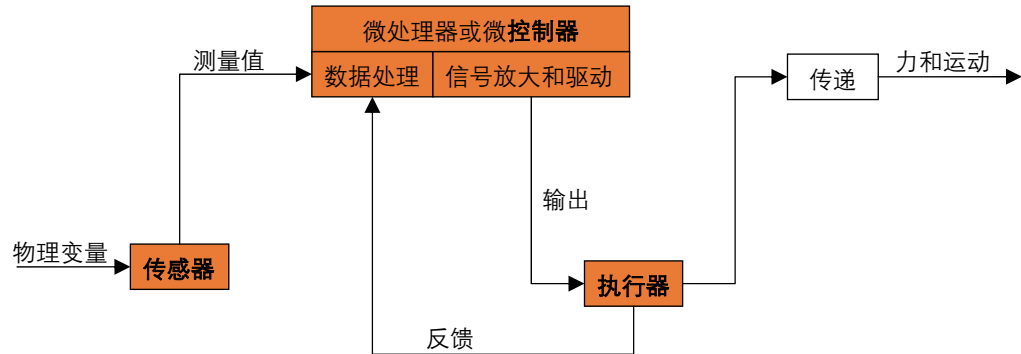 微处理器或微控制器
测量值
数据处理
信号放大和驱动
传递
力和运动
输出
物理变量
传感器
执行器
反馈